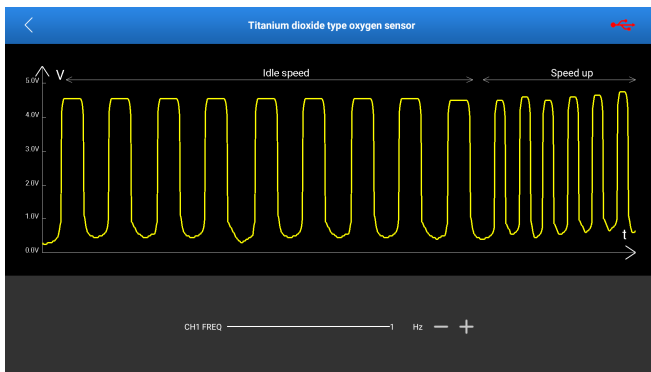 Titanium dioxide type oxygen sensor
V
Idle speed
Speed up
5.0V
4.0V
3.0V
2.0V
1.0V
0.0V
t
CH1 FREQ
1
Hz